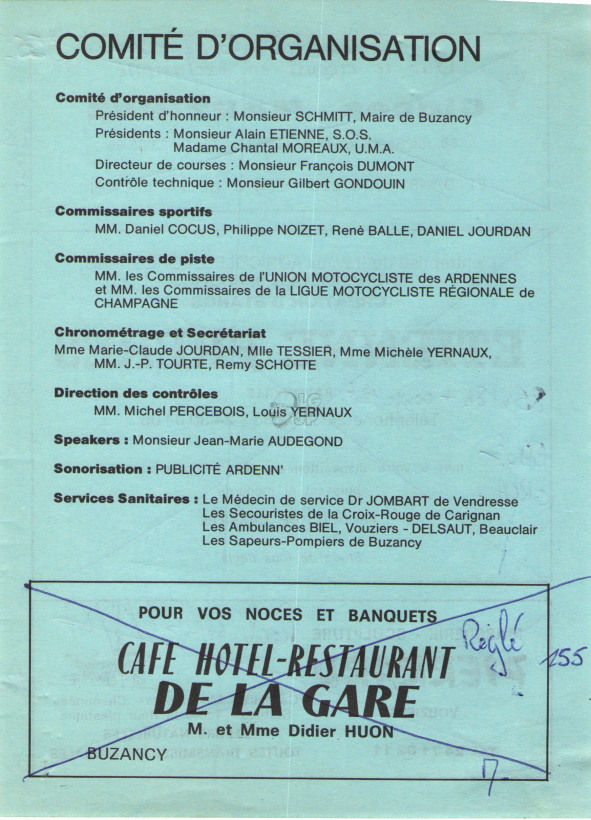 COMITÉ D'ORGANISATION
Comité d'organisation
Président d'honneur : Monsieur SCHMITT, Maire de Buzancy
Présidents : Monsieur Alain ETIENNE, S.O.S.
Madame Chantal MOREAUX, U.M.A.
Directeur de courses : Monsieur François DUMONT
Contrôle technique : Monsieur Gilbert GONDOUIN
Commissaires sportifs
MM. Daniel COCUS, Philippe NOIZET, René BALLE, DANIEL JOURDAN
Commissaires de piste
MM. les Commissaires de l'UNION MOTOCYCLISTE des ARDENNES
et MM. les Commissaires de la LIGUE MOTOCYCLISTE RÉGIONALE de
CHAMPAGNE
Chronométrage et Secrétariat
Mme Marie-Claude JOURDAN, Mlle TESSIER, Mme Michèle YERNAUX,
MM. J.-P. TOURTE, Remy SCHOTTE
Direction des contrôles
MM. Michel PERCEBOIS, Louis YERNAUX
Speakers : Monsieur Jean-Marie AUDEGOND
Sonorisation : PUBLICITÉ ARDENN'
Services Sanitaires : Le Médecin de service Dr JOMBART de Vendresse
Les Secouristes de la Croix-Rouge de Carignan
Les Ambulances BIEL, Vouziers - DELSAUT, Beauclair
Les Sapeurs-Pompiers de Buzancy
POUR VOS NOCES ET BANQUETS
Réglé
155
CAFE HOTEL-RESTAURANT
DE LA GARE
M. et Mme Didier HUON
BUZANCY